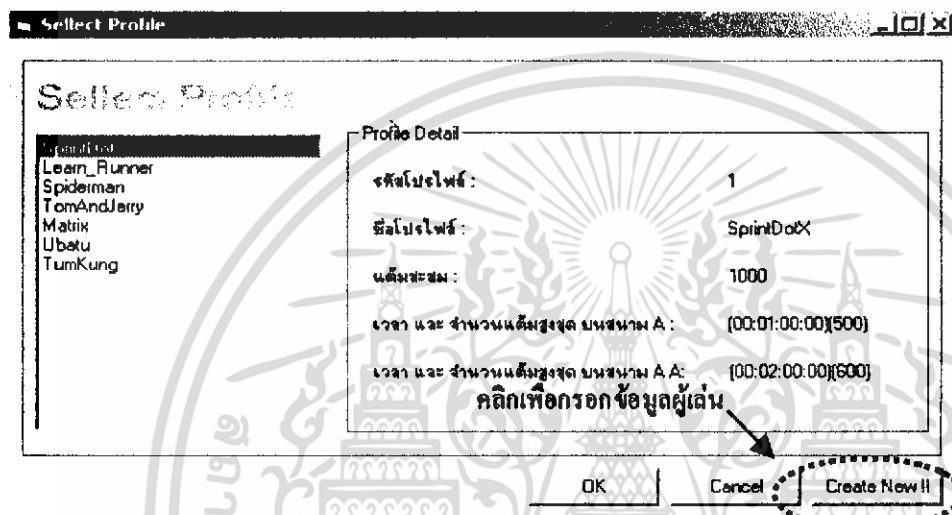 Sellect Profile
Sellect Profile
Learn_Runner
Spiderman
TomAndJerry
Matrix
Ubatu
TumKung
Profile Detail
รหัสโปรไฟล์ : 1
ชื่อโปรไฟล์ : SprintDotX
แต้มสะสม : 1000
เวลา และ จำนวนแต้มสูงสุด บนสนาม A : (00:01:00:00)(500)
เวลา และ จำนวนแต้มสูงสุด บนสนาม A A: (00:02:00:00)(600)
คลิกเพื่อกรอกข้อมูลผู้เล่น
OK Cancel Create New !!